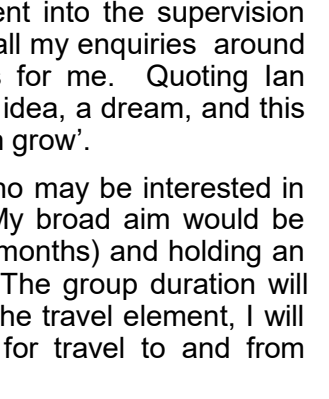 ent into the supervision
all my enquiries around
for me. Quoting Ian
idea, a dream, and this
grow’.
may be interested in
My broad aim would be
months) and holding an
The group duration will
the travel element, I will
for travel to and from